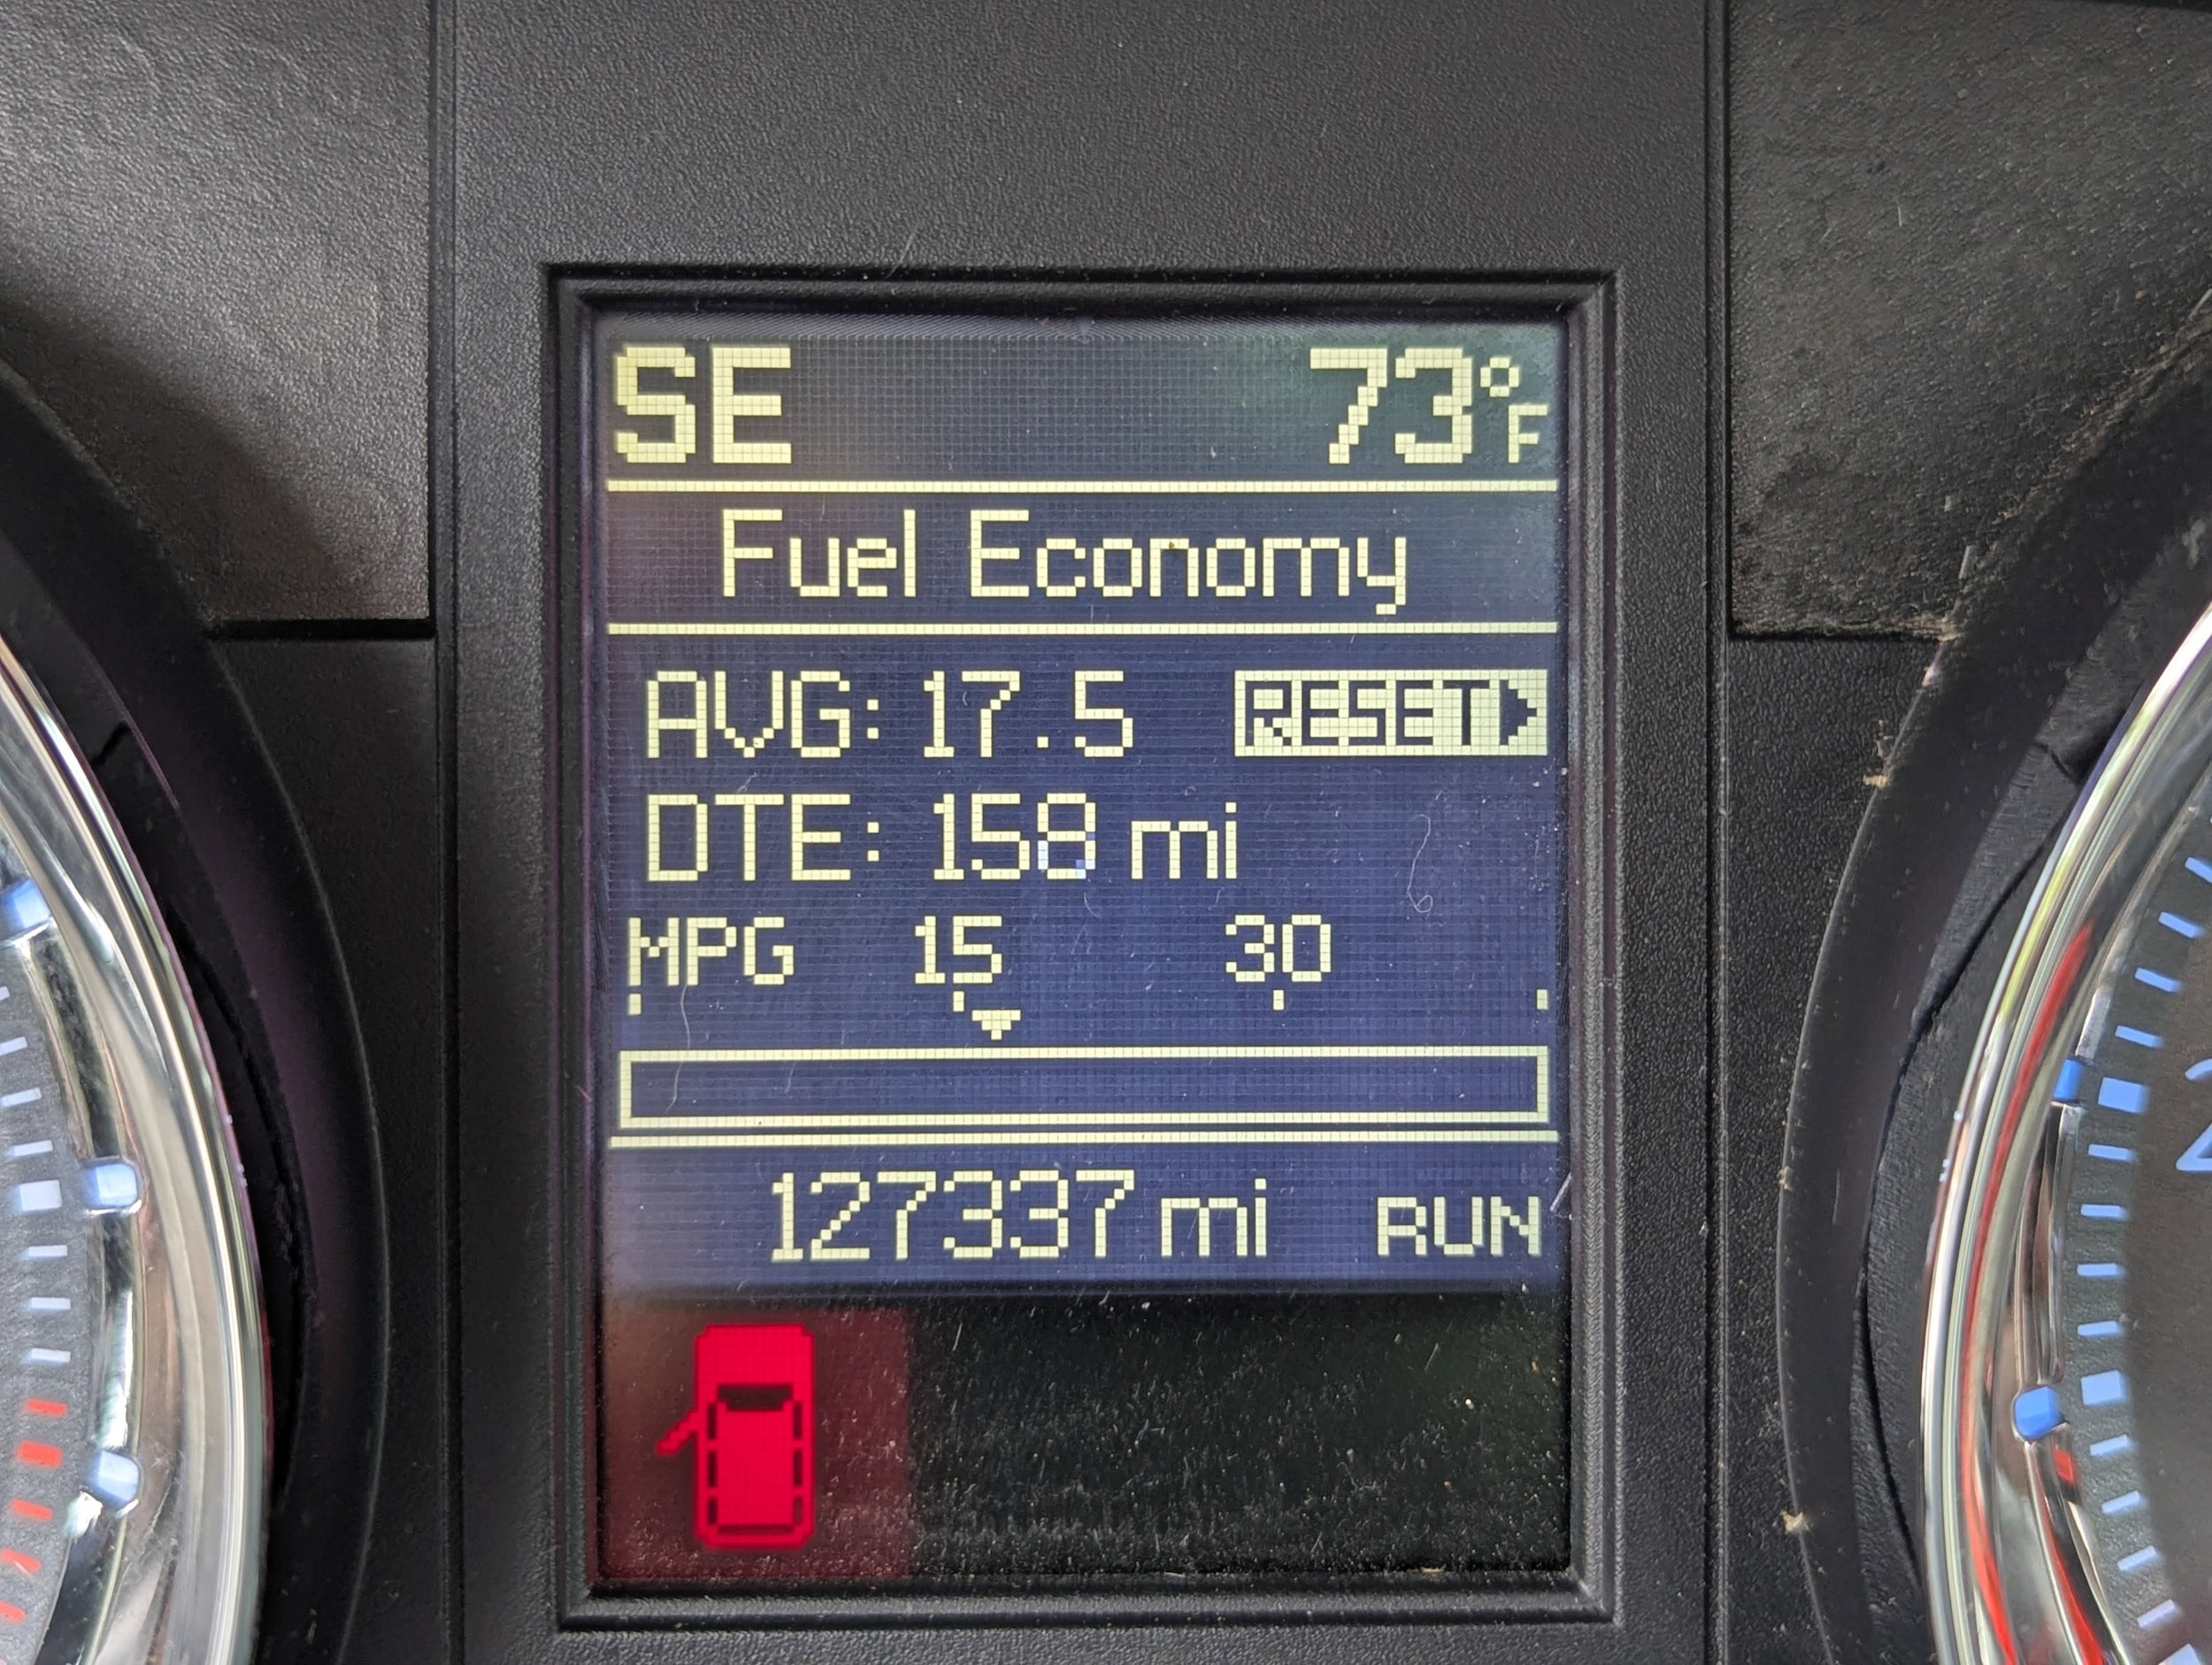 SE 73°F
Fuel Economy
AVG: 17.5 RESET
DTE: 158 mi
MPG 15 30
127337 mi RUN